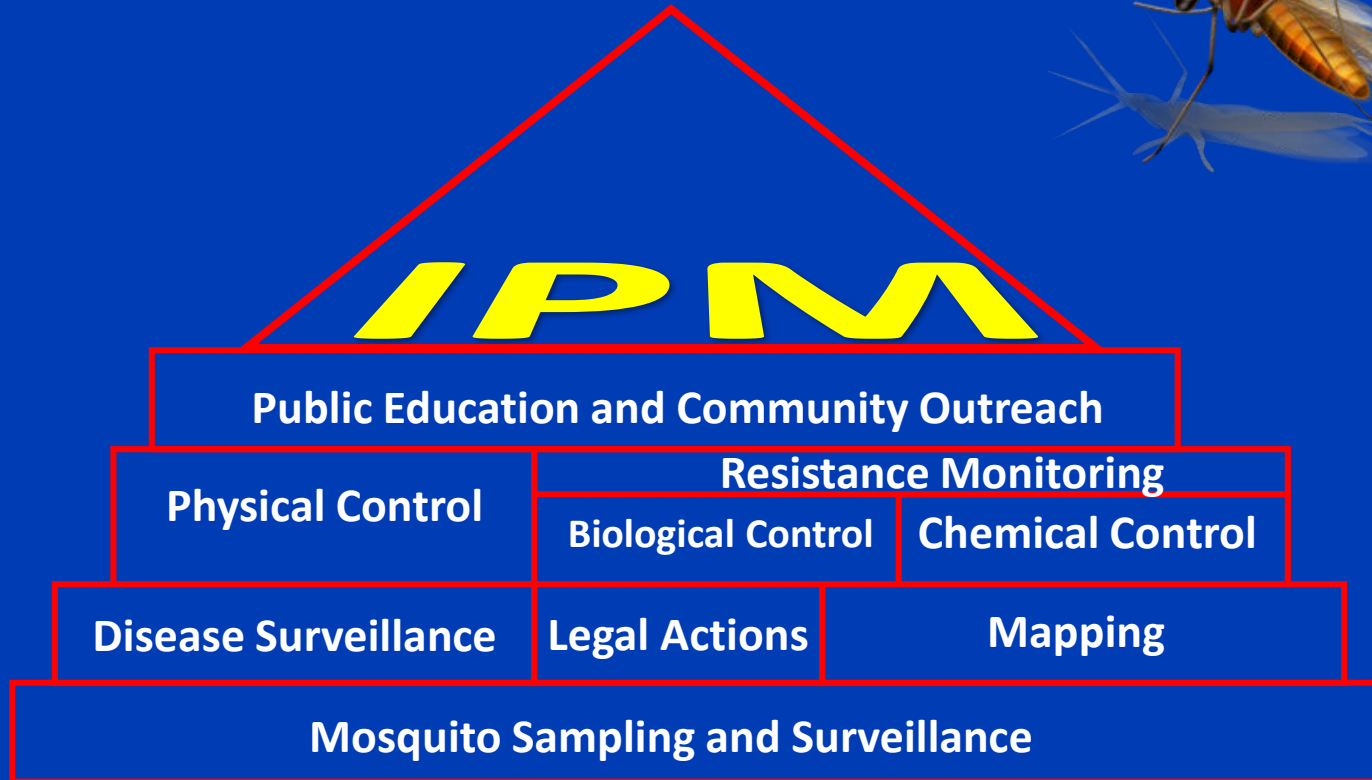 IPM
Public Education and Community Outreach
Physical Control
Resistance Monitoring
Biological Control
Chemical Control
Disease Surveillance
Legal Actions
Mapping
Mosquito Sampling and Surveillance